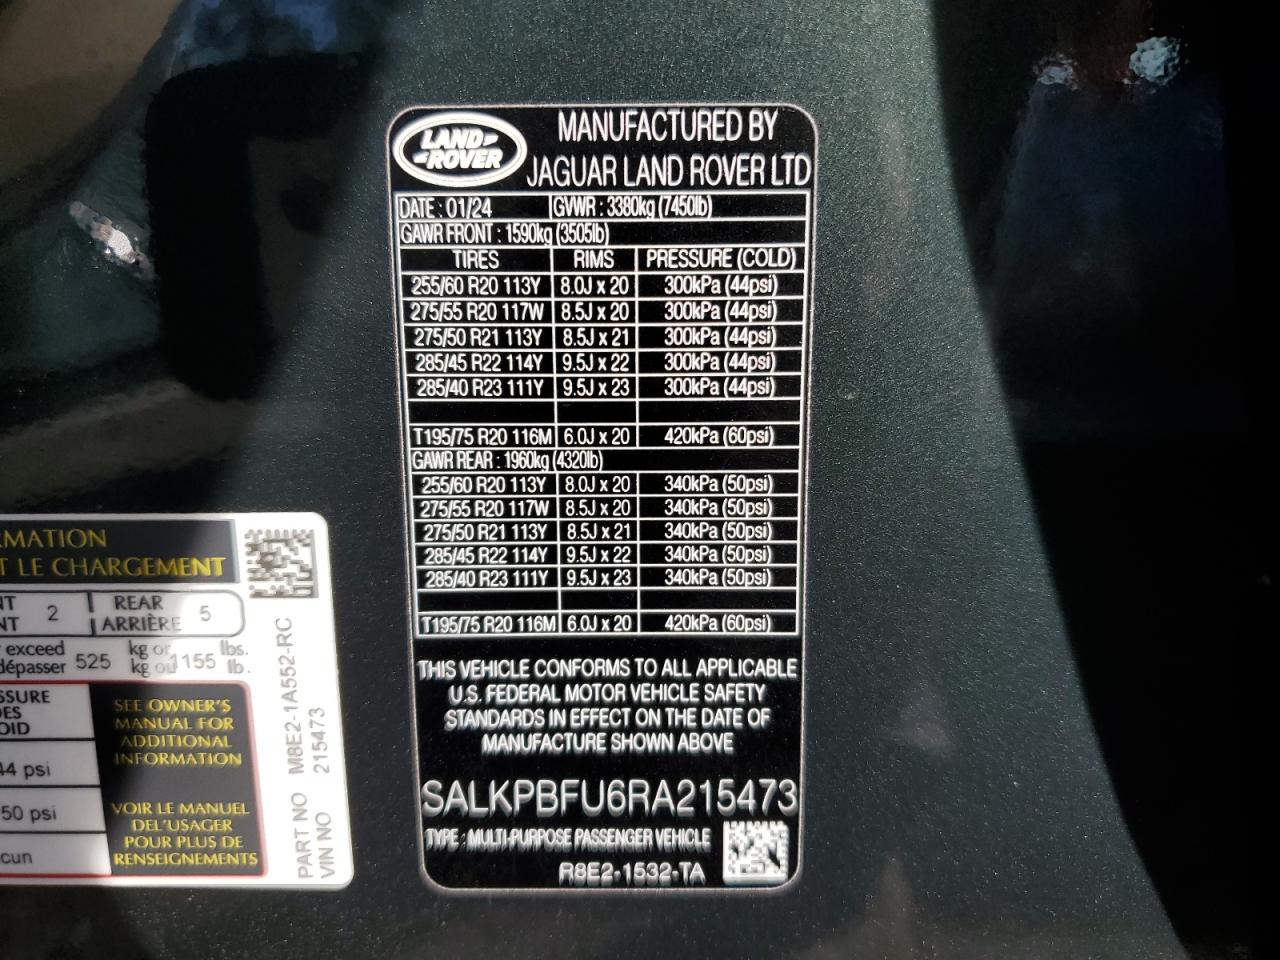 LAND-
-ROVER
MANUFACTURED BY
JAGUAR LAND ROVER LTD
DATE : 01/24 GVWR : 3380kg (7450lb)
GAWR FRONT : 1590kg (3505lb)
TIRES RIMS PRESSURE (COLD)
255/60 R20 113Y 8.0J x 20 300kPa (44psi)
275/55 R20 117W 8.5J x 20 300kPa (44psi)
275/50 R21 113Y 8.5J x 21 300kPa (44psi)
285/45 R22 114Y 9.5J x 22 300kPa (44psi)
285/40 R23 111Y 9.5J x 23 300kPa (44psi)
T195/75 R20 116M 6.0J x 20 420kPa (60psi)
GAWR REAR : 1960kg (4320lb)
255/60 R20 113Y 8.0J x 20 340kPa (50psi)
275/55 R20 117W 8.5J x 20 340kPa (50psi)
275/50 R21 113Y 8.5J x 21 340kPa (50psi)
285/45 R22 114Y 9.5J x 22 340kPa (50psi)
285/40 R23 111Y 9.5J x 23 340kPa (50psi)
T195/75 R20 116M 6.0J x 20 420kPa (60psi)
THIS VEHICLE CONFORMS TO ALL APPLICABLE
U.S. FEDERAL MOTOR VEHICLE SAFETY
STANDARDS IN EFFECT ON THE DATE OF
MANUFACTURE SHOWN ABOVE
SALKPBFU6RA215473
TYPE : MULTI-PURPOSE PASSENGER VEHICLE
R8E2-1532-TA
RMATION
T LE CHARGEMENT
NT 2 REAR 5
NT ARRIÈRE
exceed 525 kg or 1155 lbs.
dépasser kg ou lb.
SSURE
DES
OID
44 psi
50 psi
cun
SEE OWNER'S
MANUAL FOR
ADDITIONAL
INFORMATION
VOIR LE MANUEL
DEL'USAGER
POUR PLUS DE
RENSEIGNEMENTS
PART NO M8E2-1A552-RC
VIN NO 215473